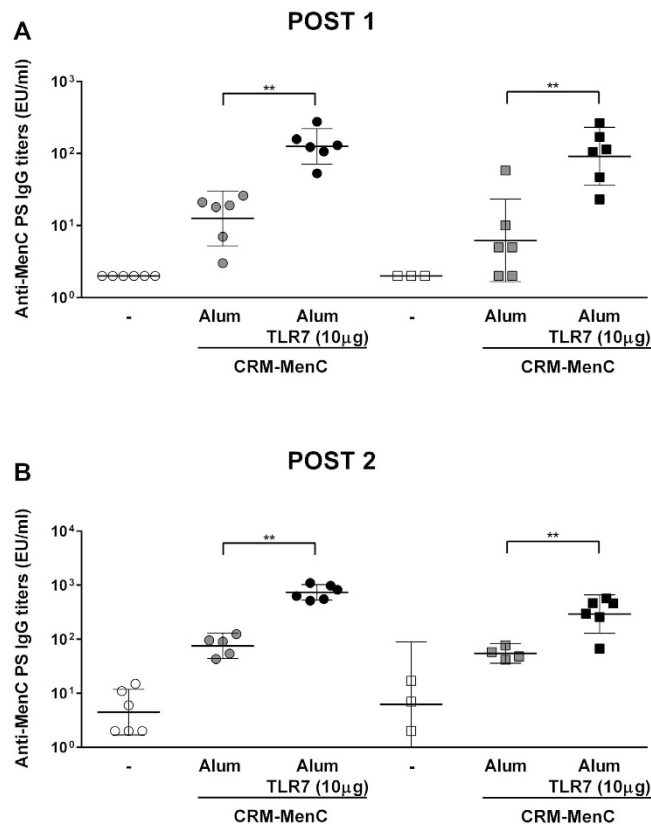 POST 1
A
Anti-MenC PS IgG titers (EU/ml)
10³
10²
10¹
10⁰
**
**
- Alum Alum - Alum Alum
TLR7 (10μg) TLR7 (10μg)
CRM-MenC CRM-MenC
POST 2
B
Anti-MenC PS IgG titers (EU/ml)
10⁴
10³
10²
10¹
10⁰
**
**
- Alum Alum - Alum Alum
TLR7 (10μg) TLR7 (10μg)
CRM-MenC CRM-MenC